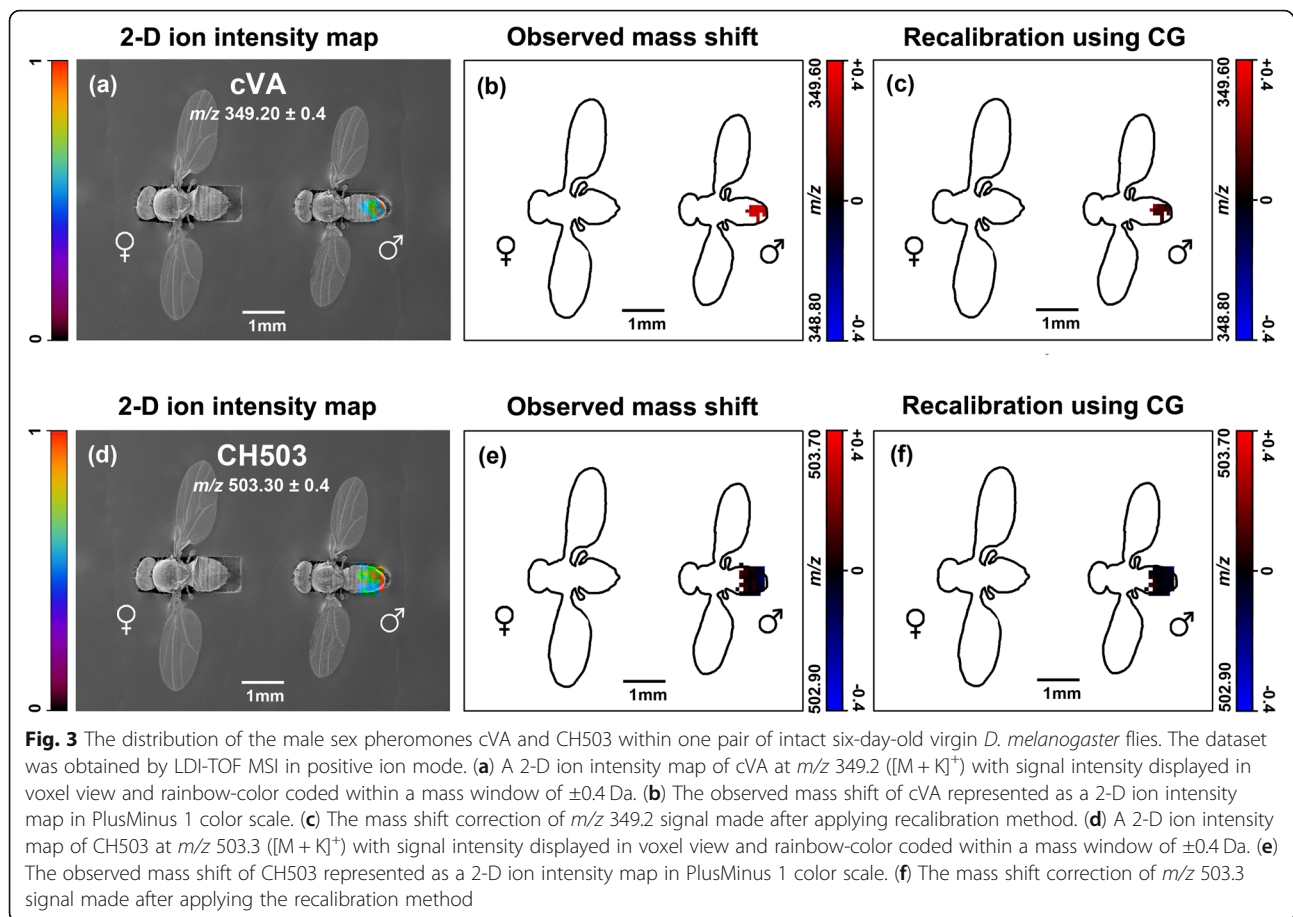 2-D ion intensity map
Observed mass shift
Recalibration using CG
1
0
(a)
cVA
m/z 349.20 ± 0.4
♀
♂
1mm
(b)
♀
♂
1mm
349.60
m/z
348.80
+0.4
0
-0.4
(c)
♀
♂
1mm
349.60
m/z
348.80
+0.4
0
-0.4
2-D ion intensity map
Observed mass shift
Recalibration using CG
1
0
(d)
CH503
m/z 503.30 ± 0.4
♀
♂
1mm
(e)
♀
♂
1mm
503.70
m/z
502.90
+0.4
0
-0.4
(f)
♀
♂
1mm
503.70
m/z
502.90
+0.4
0
-0.4
Fig. 3 The distribution of the male sex pheromones cVA and CH503 within one pair of intact six-day-old virgin D. melanogaster flies. The dataset
was obtained by LDI-TOF MSI in positive ion mode. (a) A 2-D ion intensity map of cVA at m/z 349.2 ([M + K]⁺) with signal intensity displayed in
voxel view and rainbow-color coded within a mass window of ±0.4 Da. (b) The observed mass shift of cVA represented as a 2-D ion intensity
map in PlusMinus 1 color scale. (c) The mass shift correction of m/z 349.2 signal made after applying recalibration method. (d) A 2-D ion intensity
map of CH503 at m/z 503.3 ([M + K]⁺) with signal intensity displayed in voxel view and rainbow-color coded within a mass window of ±0.4 Da. (e)
The observed mass shift of CH503 represented as a 2-D ion intensity map in PlusMinus 1 color scale. (f) The mass shift correction of m/z 503.3
signal made after applying the recalibration method